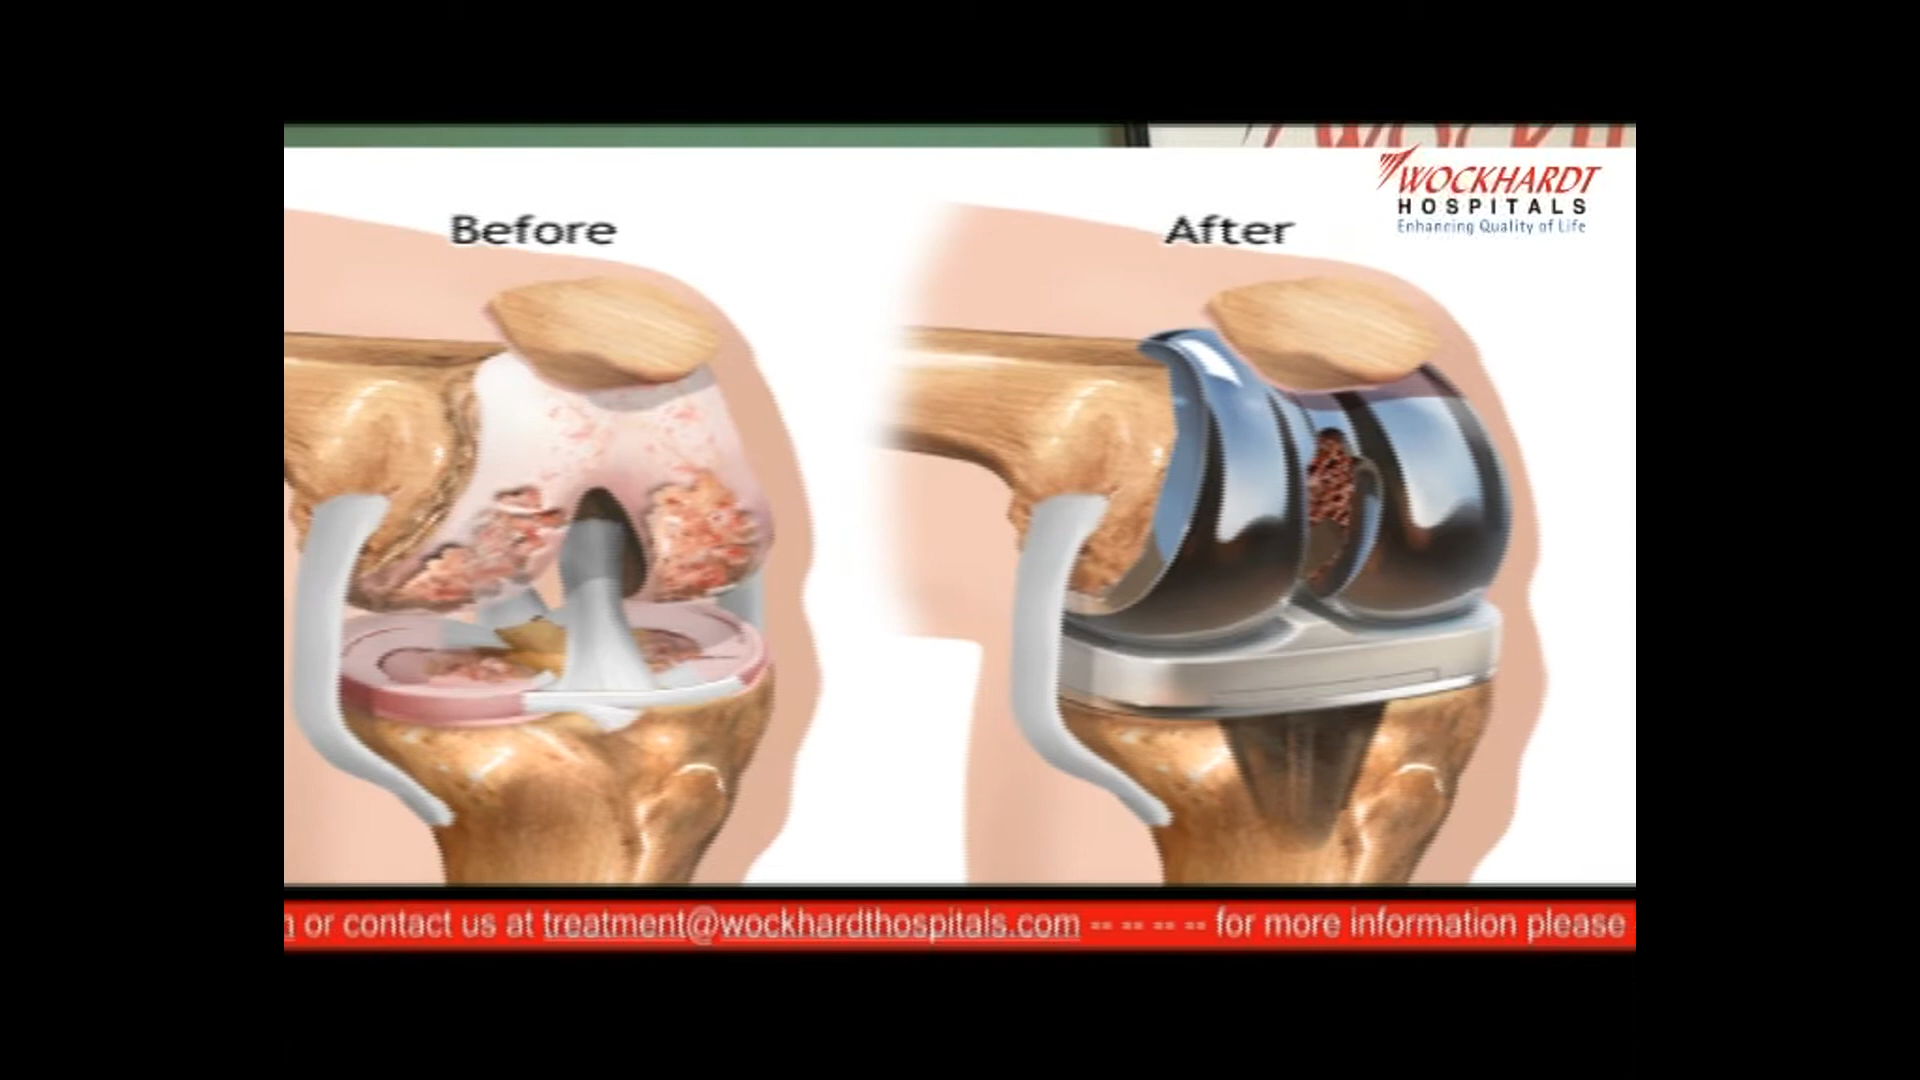 WOCKHARDT
HOSPITALS
Enhancing Quality of Life
Before
After
or contact us at treatment@wockhardthospitals.com -- -- -- -- for more information please